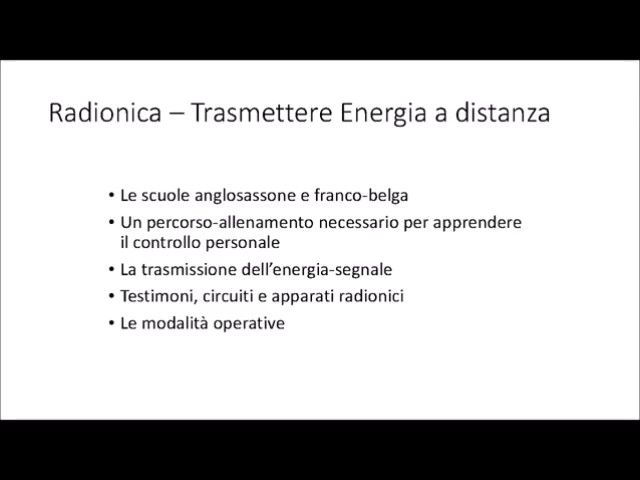 Radionica – Trasmettere Energia a distanza
• Le scuole anglosassone e franco-belga
• Un percorso-allenamento necessario per apprendere
il controllo personale
• La trasmissione dell’energia-segnale
• Testimoni, circuiti e apparati radionici
• Le modalità operative